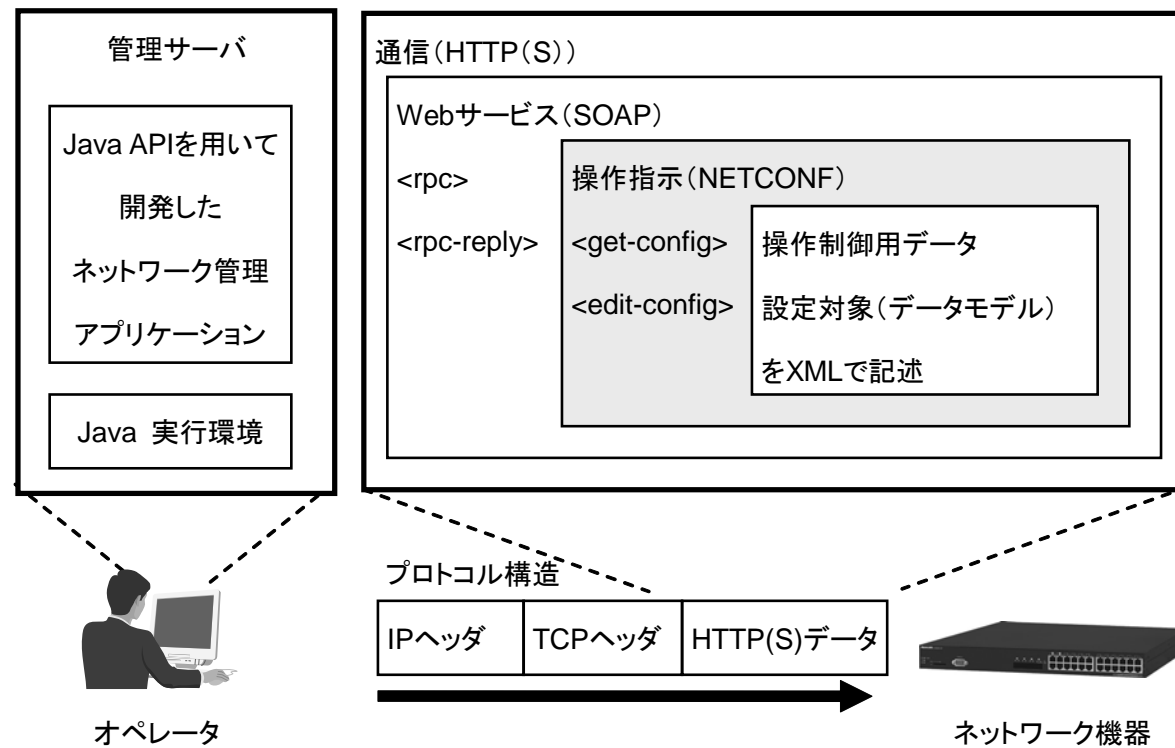 管理サーバ
Java APIを用いて
開発した
ネットワーク管理
アプリケーション
Java 実行環境
通信(HTTP(S))
Webサービス(SOAP)
<rpc>
<rpc-reply>
操作指示(NETCONF)
<get-config>
<edit-config>
操作制御用データ
設定対象(データモデル)
をXMLで記述
プロトコル構造
IPヘッダ
TCPヘッダ
HTTP(S)データ
オペレータ
ネットワーク機器